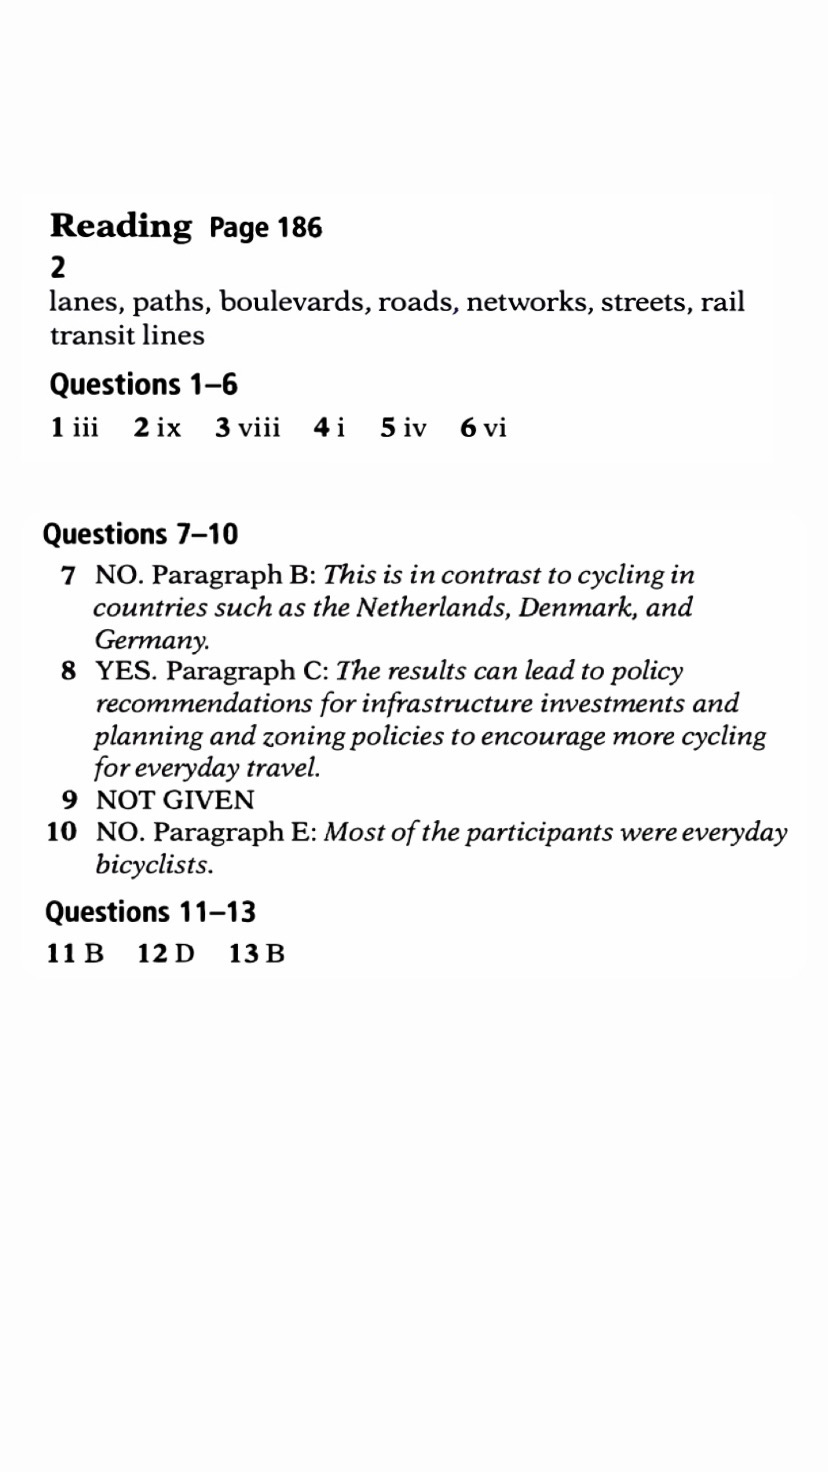 Reading Page 186
2
lanes, paths, boulevards, roads, networks, streets, rail
transit lines
Questions 1–6
1 iii 2 ix 3 viii 4 i 5 iv 6 vi
Questions 7–10
7 NO. Paragraph B: This is in contrast to cycling in
countries such as the Netherlands, Denmark, and
Germany.
8 YES. Paragraph C: The results can lead to policy
recommendations for infrastructure investments and
planning and zoning policies to encourage more cycling
for everyday travel.
9 NOT GIVEN
10 NO. Paragraph E: Most of the participants were everyday
bicyclists.
Questions 11–13
11 B 12 D 13 B